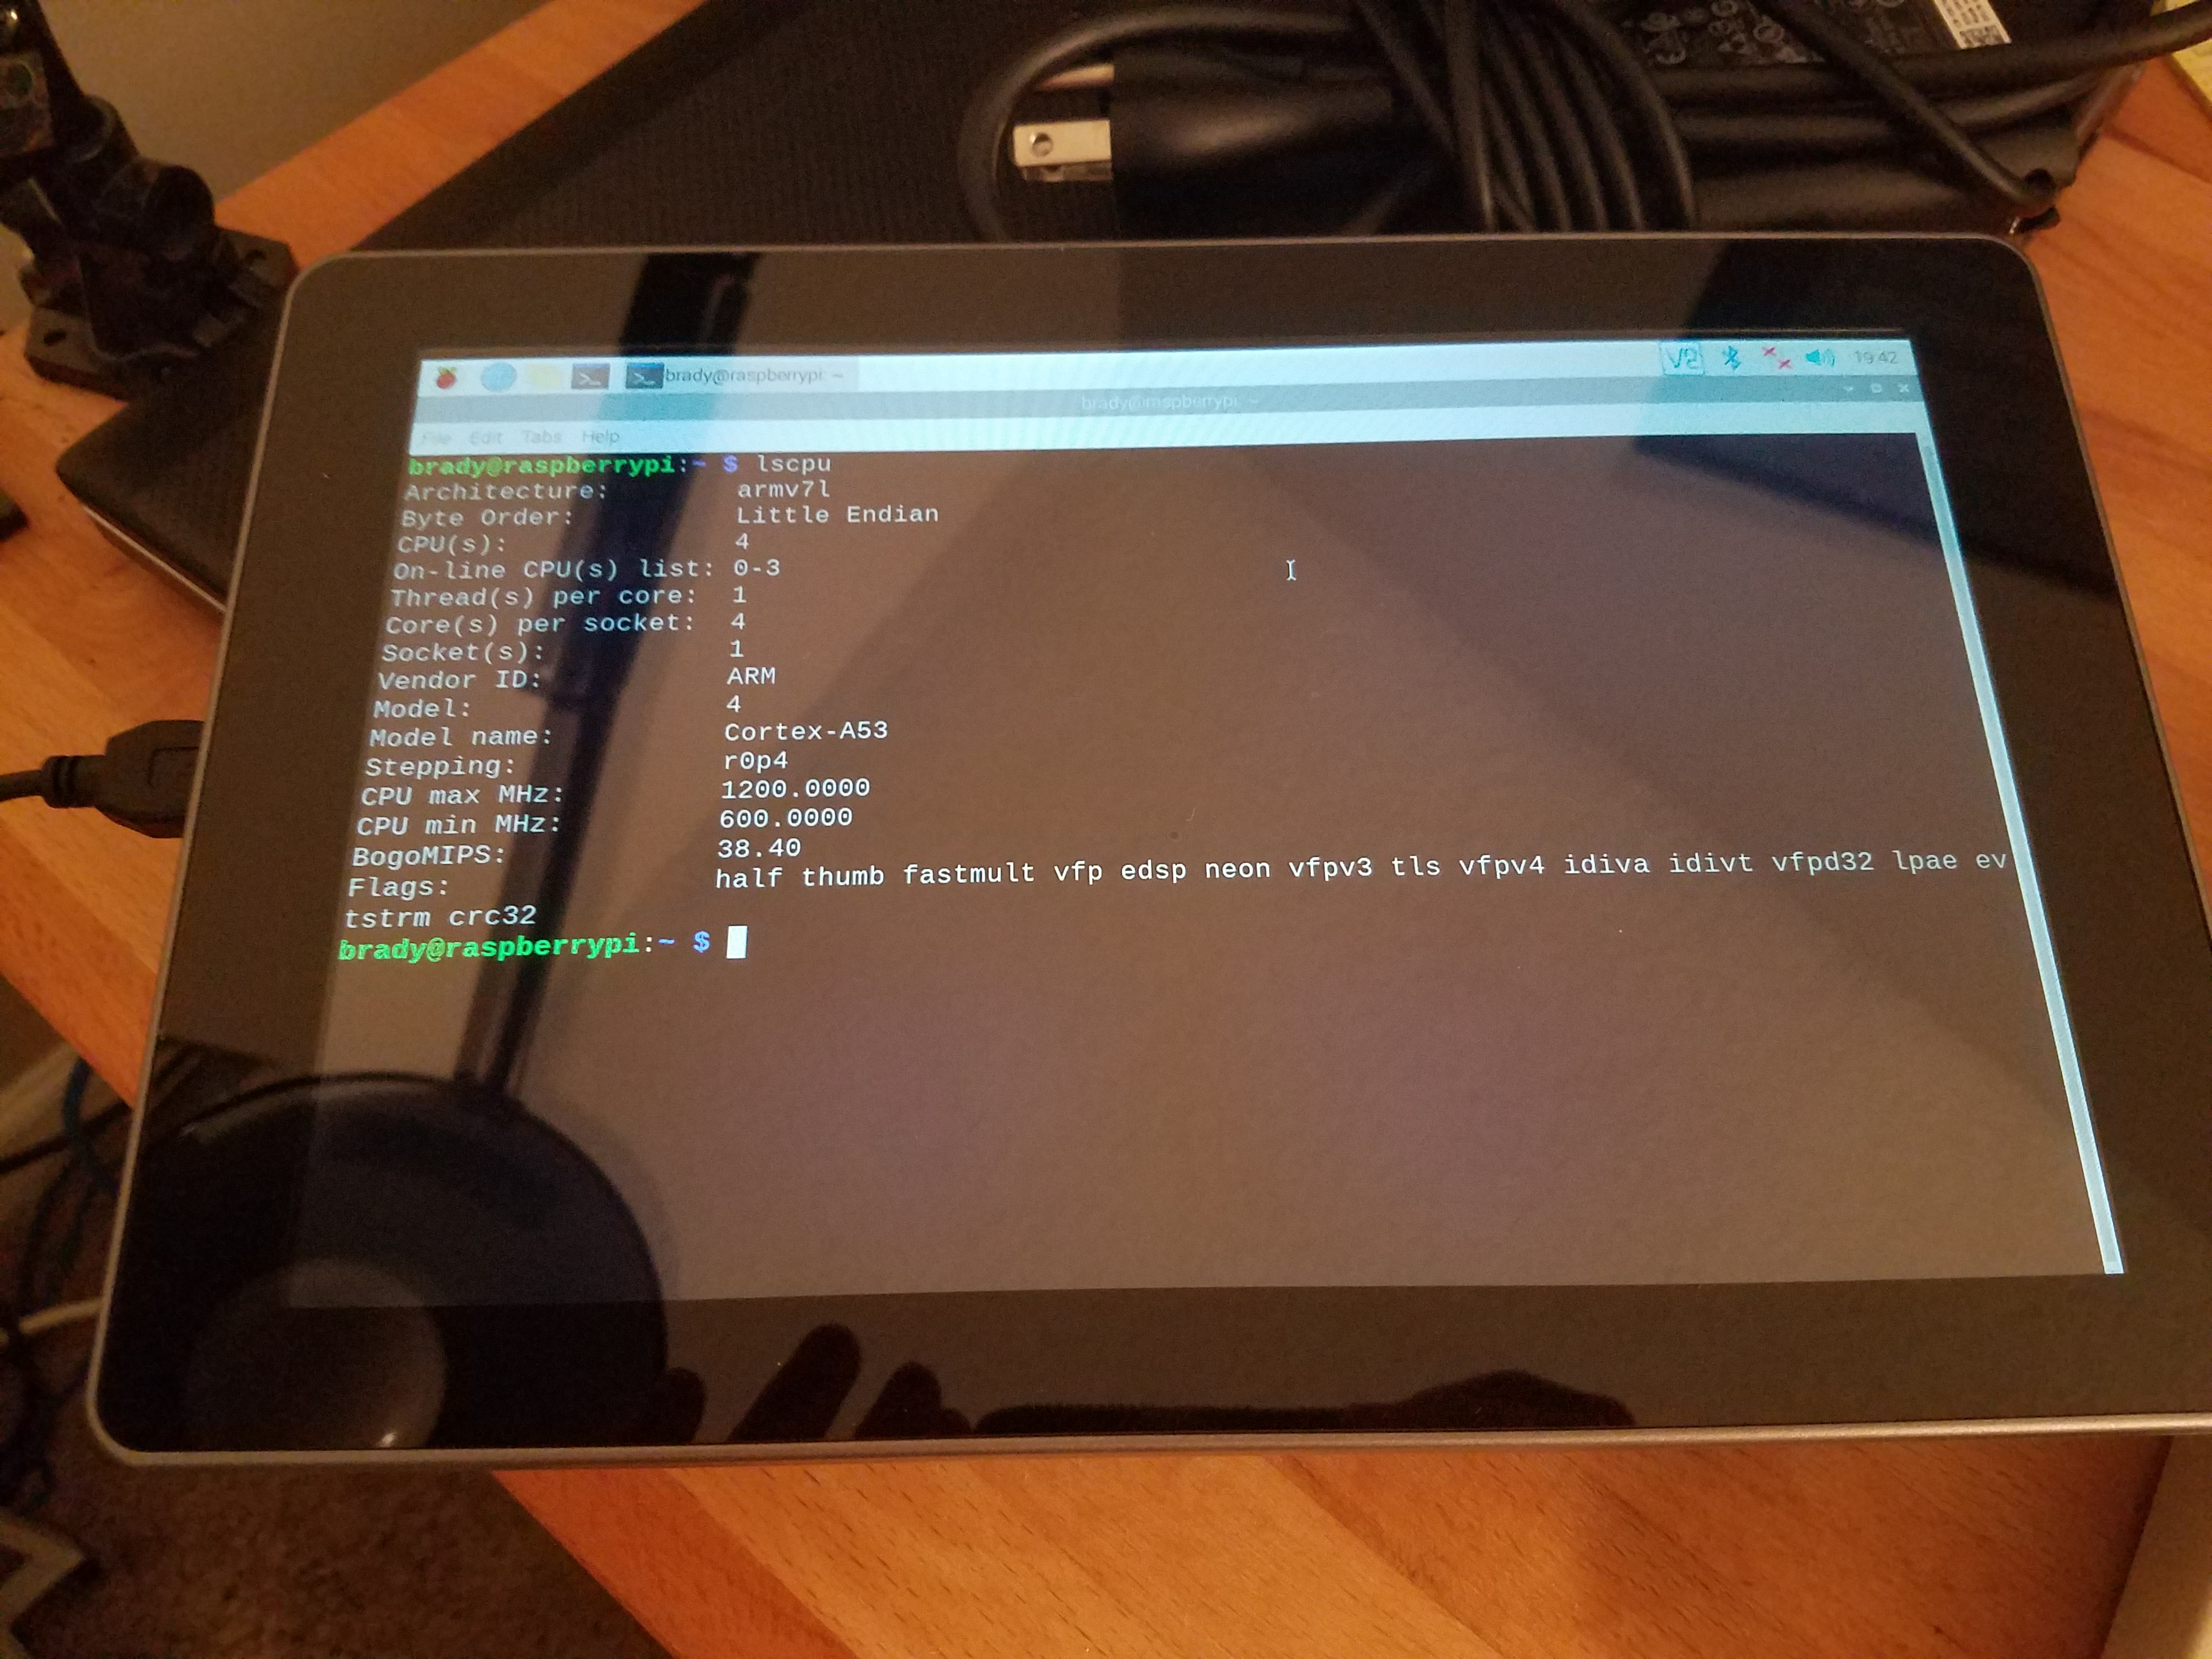 brady@raspberrypi: ~
19:42
brady@raspberrypi: ~
File Edit Tabs Help
brady@raspberrypi:~ $ lscpu
Architecture: armv7l
Byte Order: Little Endian
CPU(s): 4
On-line CPU(s) list: 0-3
Thread(s) per core: 1
Core(s) per socket: 4
Socket(s): 1
Vendor ID: ARM
Model: 4
Model name: Cortex-A53
Stepping: r0p4
CPU max MHz: 1200.0000
CPU min MHz: 600.0000
BogoMIPS: 38.40
Flags: half thumb fastmult vfp edsp neon vfpv3 tls vfpv4 idiva idivt vfpd32 lpae ev
tstrm crc32
brady@raspberrypi:~ $